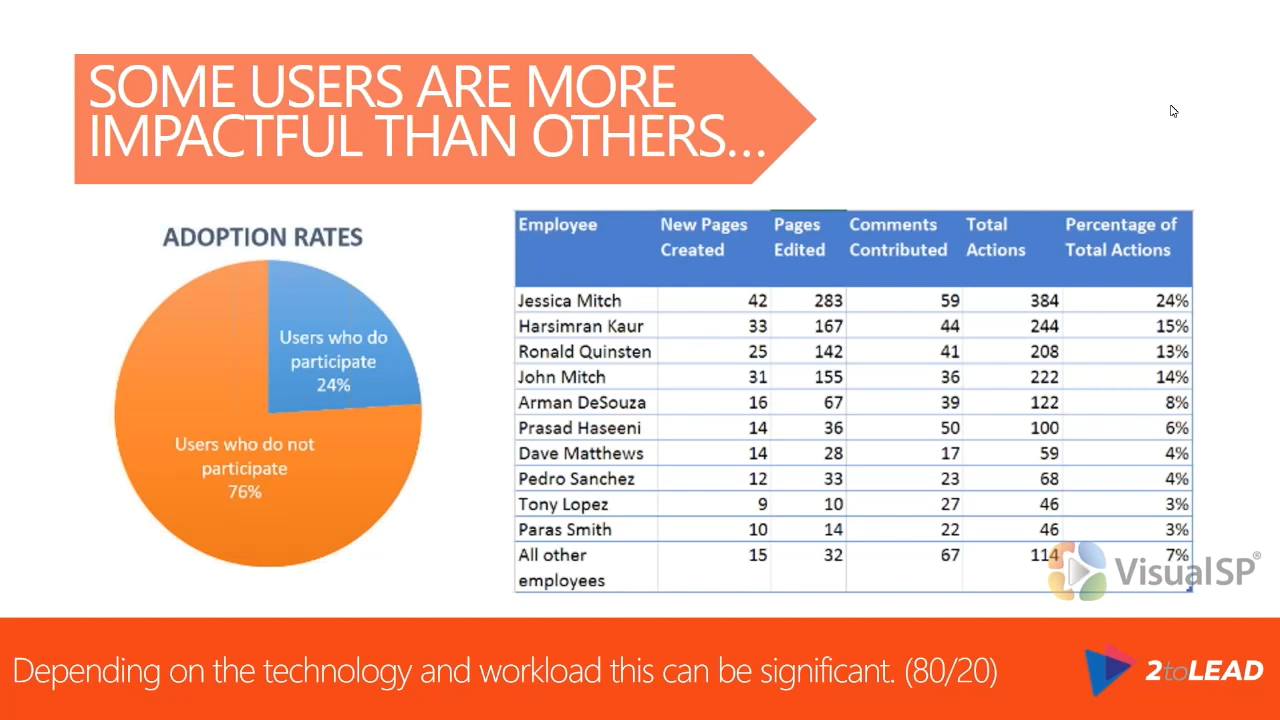 SOME USERS ARE MORE
IMPACTFUL THAN OTHERS...
ADOPTION RATES
Users who do
participate
24%
Users who do not
participate
76%
Employee New Pages Created Pages Edited Comments Contributed Total Actions Percentage of Total Actions
Jessica Mitch 42 283 59 384 24%
Harsimran Kaur 33 167 44 244 15%
Ronald Quinsten 25 142 41 208 13%
John Mitch 31 155 36 222 14%
Arman DeSouza 16 67 39 122 8%
Prasad Haseeni 14 36 50 100 6%
Dave Matthews 14 28 17 59 4%
Pedro Sanchez 12 33 23 68 4%
Tony Lopez 9 10 27 46 3%
Paras Smith 10 14 22 46 3%
All other employees 15 32 67 114 7%
VisualSP®
Depending on the technology and workload this can be significant. (80/20)
2toLEAD